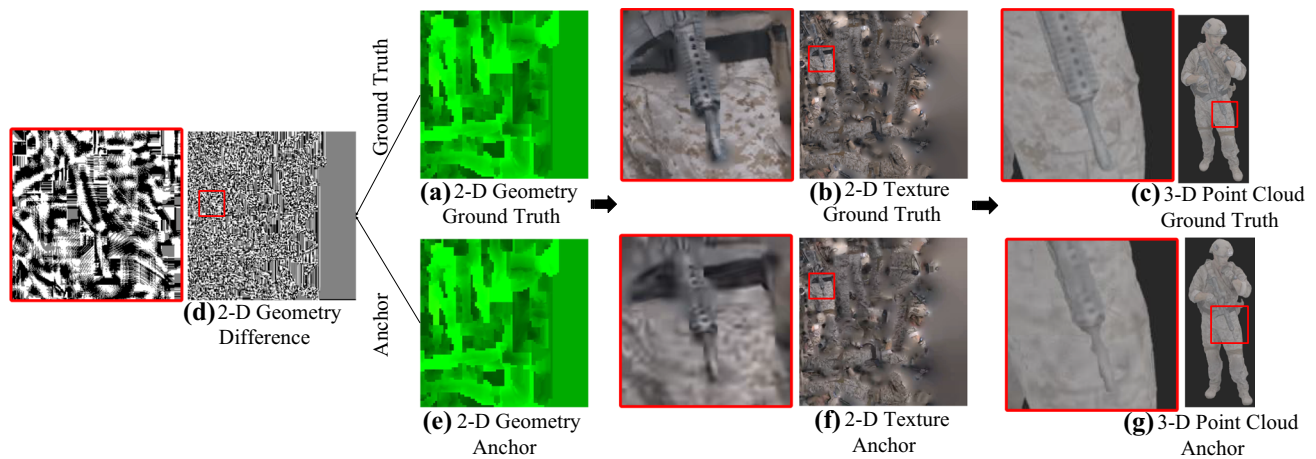 Ground Truth
(a) 2-D Geometry
Ground Truth
(b) 2-D Texture
Ground Truth
(c) 3-D Point Cloud
Ground Truth
(d) 2-D Geometry
Difference
Anchor
(e) 2-D Geometry
Anchor
(f) 2-D Texture
Anchor
(g) 3-D Point Cloud
Anchor